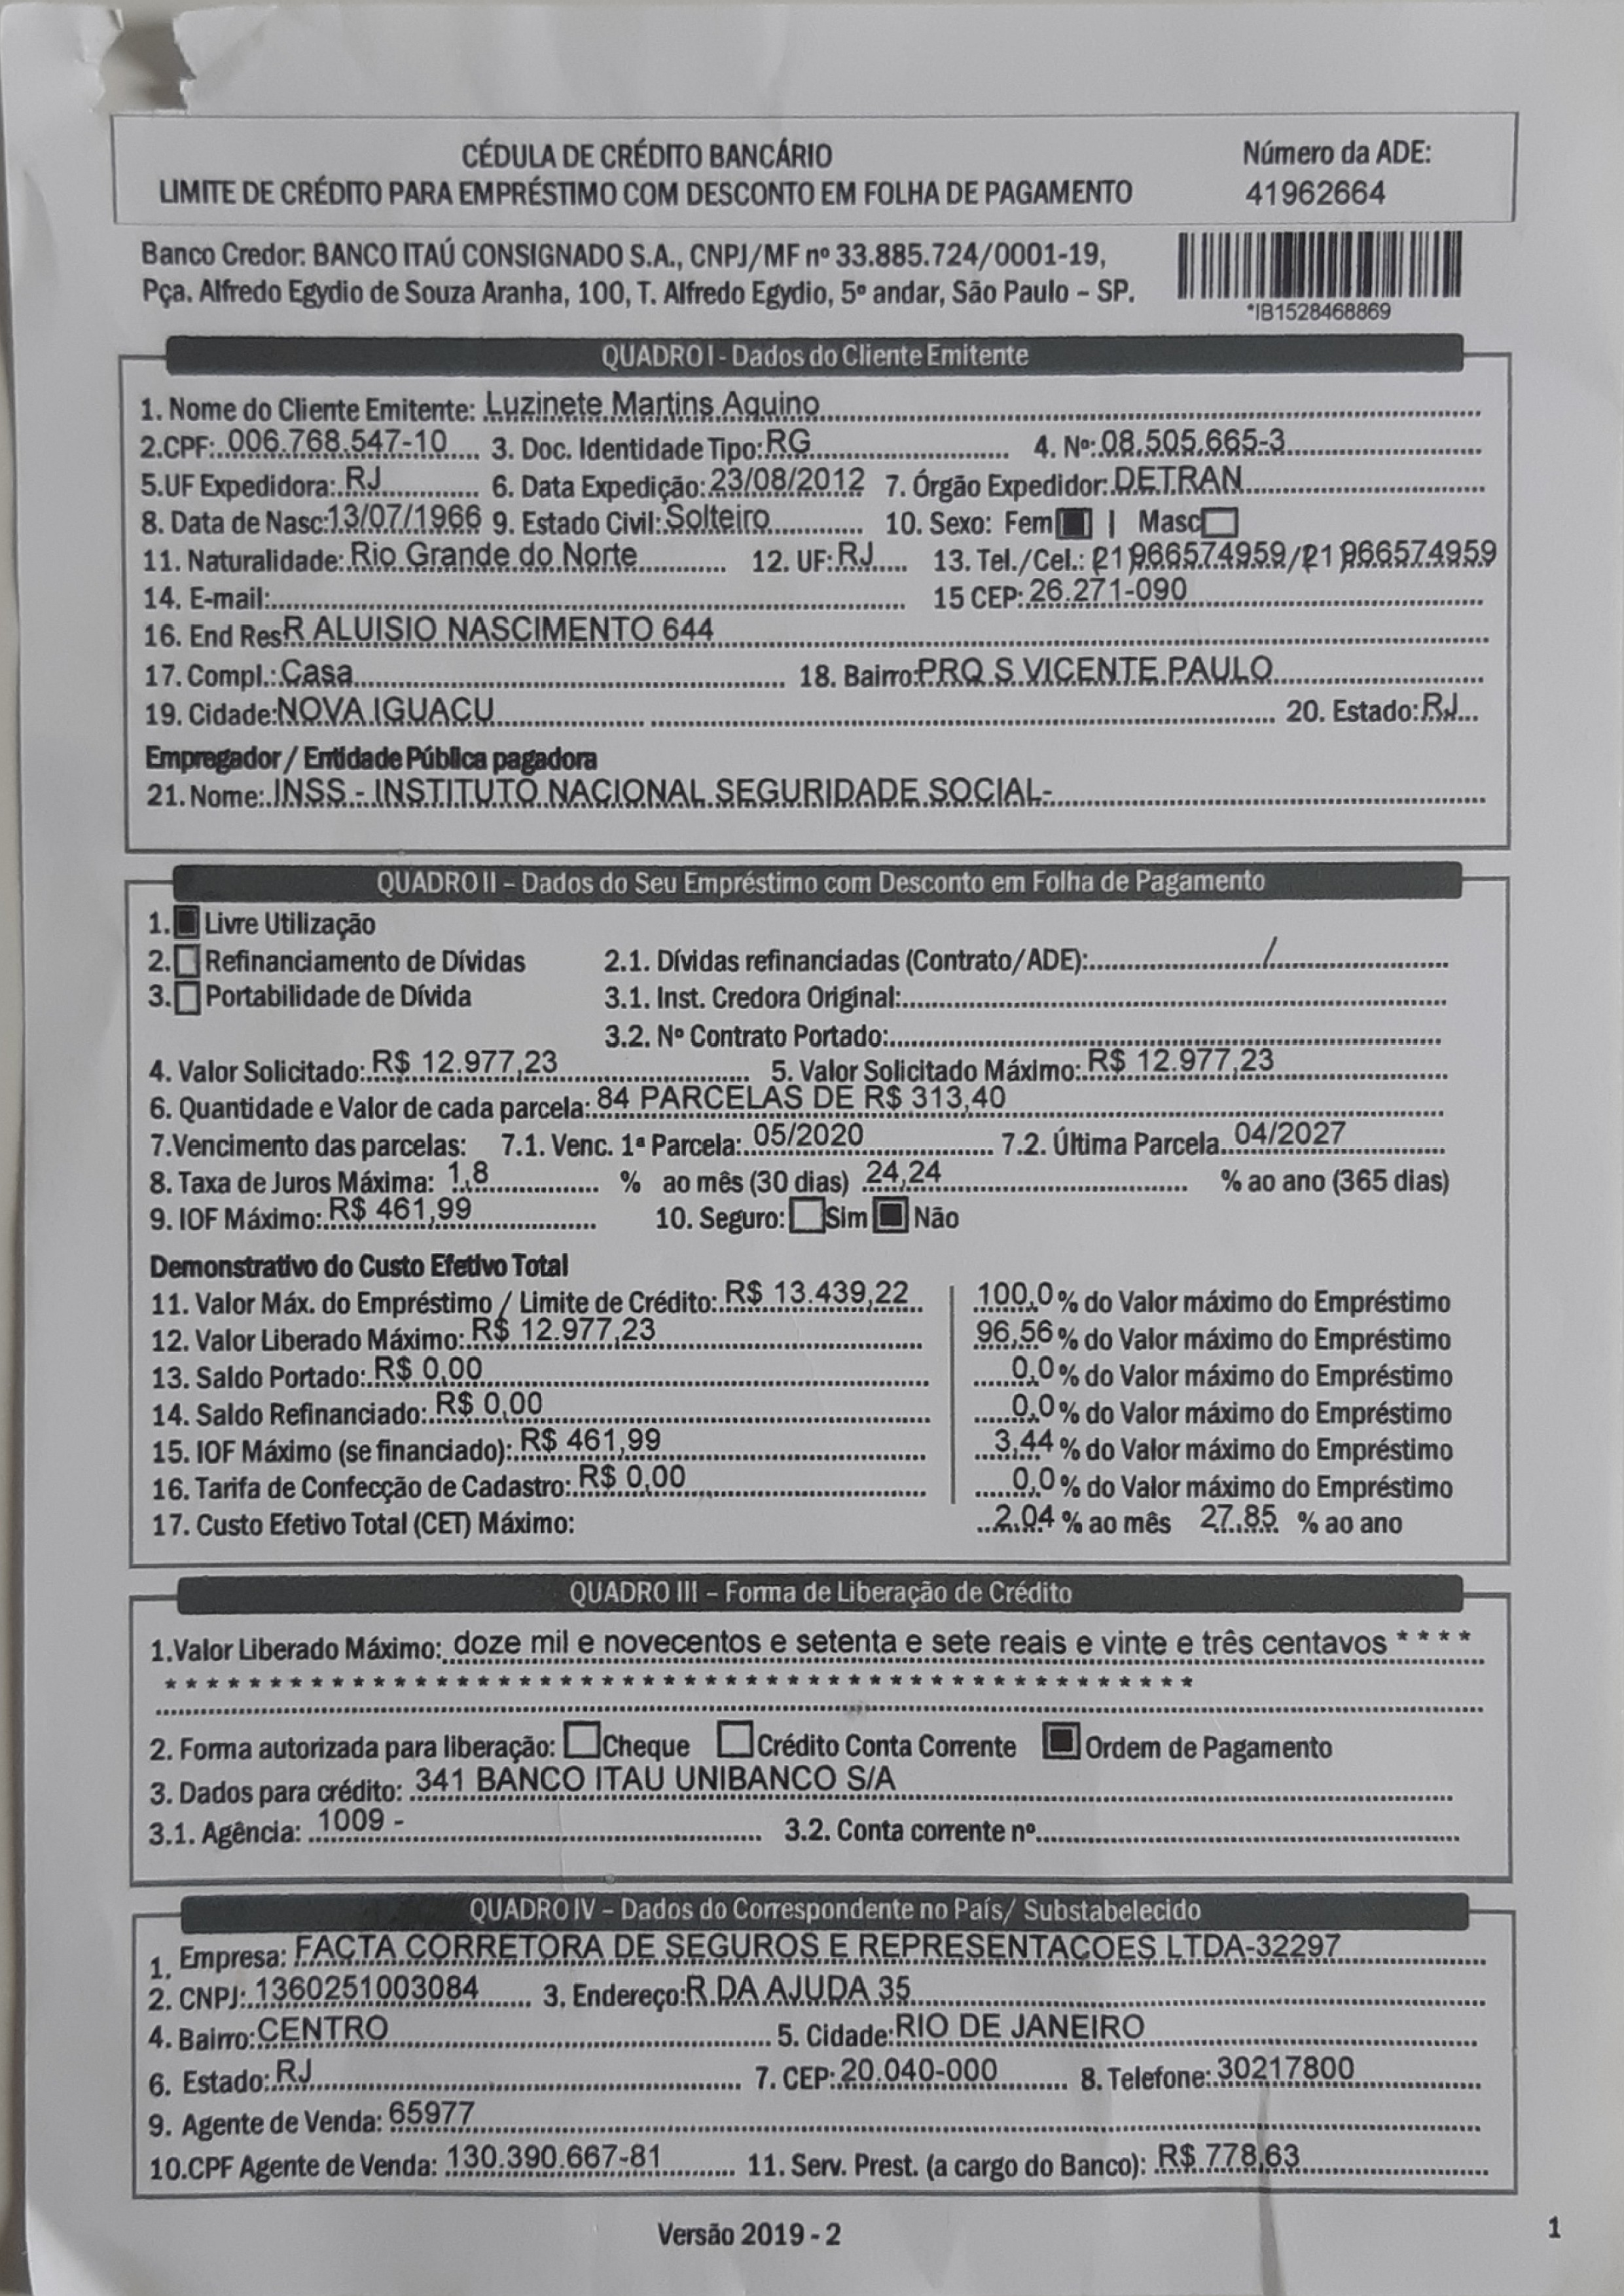 CÉDULA DE CRÉDITO BANCÁRIO
LIMITE DE CRÉDITO PARA EMPRÉSTIMO COM DESCONTO EM FOLHA DE PAGAMENTO
Número da ADE:
41962664
Banco Credor: BANCO ITAÚ CONSIGNADO S.A., CNPJ/MF nº 33.885.724/0001-19,
Pça. Alfredo Egydio de Souza Aranha, 100, T. Alfredo Egydio, 5º andar, São Paulo – SP.
*IB1528468869
QUADRO I - Dados do Cliente Emitente
1. Nome do Cliente Emitente: Luzinete Martins Aquino
2.CPF: 006.768.547-10 3. Doc. Identidade Tipo: RG 4. Nº: 08.505.665-3
5.UF Expedidora: RJ 6. Data Expedição: 23/08/2012 7. Órgão Expedidor: DETRAN
8. Data de Nasc: 13/07/1966 9. Estado Civil: Solteiro 10. Sexo: Fem | Masc
11. Naturalidade: Rio Grande do Norte 12. UF: RJ 13. Tel./Cel.: 21 966574959/21 966574959
14. E-mail: 15 CEP: 26.271-090
16. End Res R ALUISIO NASCIMENTO 644
17. Compl.: Casa 18. Bairro: PRQ S VICENTE PAULO
19. Cidade: NOVA IGUACU 20. Estado: RJ
Empregador / Entidade Pública pagadora
21. Nome: INSS - INSTITUTO NACIONAL SEGURIDADE SOCIAL-
QUADRO II – Dados do Seu Empréstimo com Desconto em Folha de Pagamento
1. Livre Utilização
2. Refinanciamento de Dívidas 2.1. Dívidas refinanciadas (Contrato/ADE): /
3. Portabilidade de Dívida 3.1. Inst. Credora Original:
3.2. Nº Contrato Portado:
4. Valor Solicitado: R$ 12.977,23 5. Valor Solicitado Máximo: R$ 12.977,23
6. Quantidade e Valor de cada parcela: 84 PARCELAS DE R$ 313,40
7.Vencimento das parcelas: 7.1. Venc. 1ª Parcela: 05/2020 7.2. Última Parcela 04/2027
8. Taxa de Juros Máxima: 1,8 % ao mês (30 dias) 24,24 % ao ano (365 dias)
9. IOF Máximo: R$ 461,99 10. Seguro: Sim Não
Demonstrativo do Custo Efetivo Total
11. Valor Máx. do Empréstimo / Limite de Crédito: R$ 13.439,22 100,0 % do Valor máximo do Empréstimo
12. Valor Liberado Máximo: R$ 12.977,23 96,56 % do Valor máximo do Empréstimo
13. Saldo Portado: R$ 0,00 0,0 % do Valor máximo do Empréstimo
14. Saldo Refinanciado: R$ 0,00 0,0 % do Valor máximo do Empréstimo
15. IOF Máximo (se financiado): R$ 461,99 3,44 % do Valor máximo do Empréstimo
16. Tarifa de Confecção de Cadastro: R$ 0,00 0,0 % do Valor máximo do Empréstimo
17. Custo Efetivo Total (CET) Máximo: 2.04 % ao mês 27.85 % ao ano
QUADRO III – Forma de Liberação de Crédito
1.Valor Liberado Máximo: doze mil e novecentos e setenta e sete reais e vinte e três centavos * * * *
* * * * * * * * * * * * * * * * * * * * * * * * * * * * * * * * * * * * * * * * * * * * * * * * * *
2. Forma autorizada para liberação: Cheque Crédito Conta Corrente Ordem de Pagamento
3. Dados para crédito: 341 BANCO ITAU UNIBANCO S/A
3.1. Agência: 1009 - 3.2. Conta corrente nº
QUADRO IV – Dados do Correspondente no País/ Substabelecido
1. Empresa: FACTA CORRETORA DE SEGUROS E REPRESENTACOES LTDA-32297
2. CNPJ: 1360251003084 3. Endereço: R DA AJUDA 35
4. Bairro: CENTRO 5. Cidade: RIO DE JANEIRO
6. Estado: RJ 7. CEP: 20.040-000 8. Telefone: 30217800
9. Agente de Venda: 65977
10.CPF Agente de Venda: 130.390.667-81 11. Serv. Prest. (a cargo do Banco): R$ 778,63
Versão 2019 - 2
1